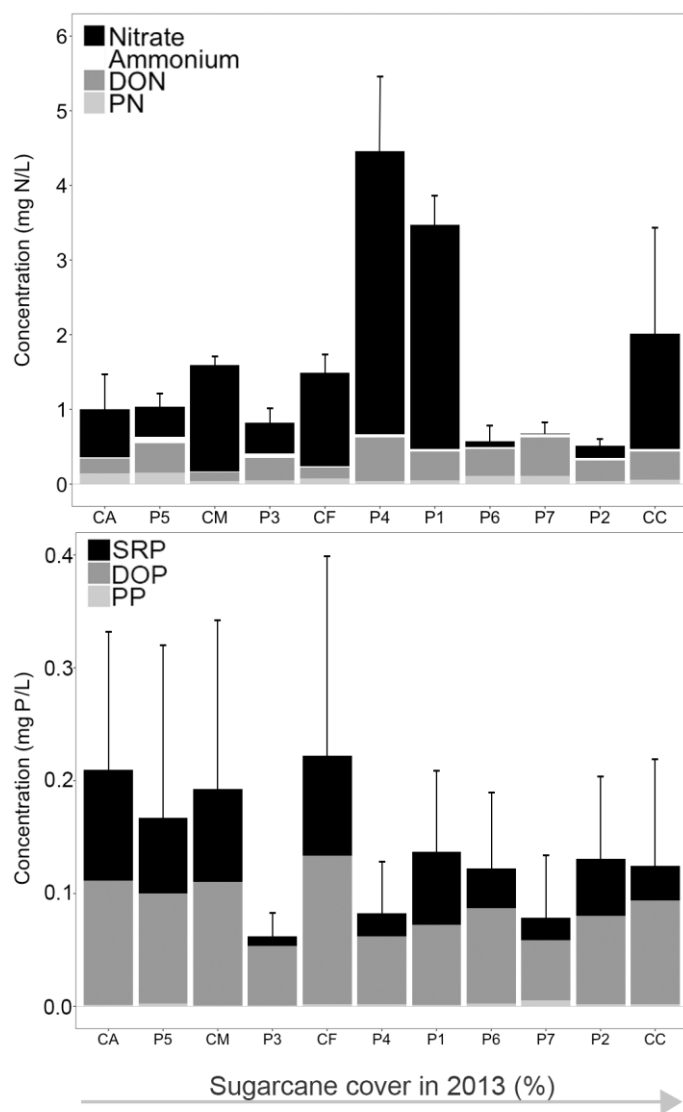 Nitrate
Ammonium
DON
PN
Concentration (mg N/L)
6
5
4
3
2
1
0
CA P5 CM P3 CF P4 P1 P6 P7 P2 CC
SRP
DOP
PP
Concentration (mg P/L)
0.4
0.3
0.2
0.1
0.0
CA P5 CM P3 CF P4 P1 P6 P7 P2 CC
Sugarcane cover in 2013 (%)